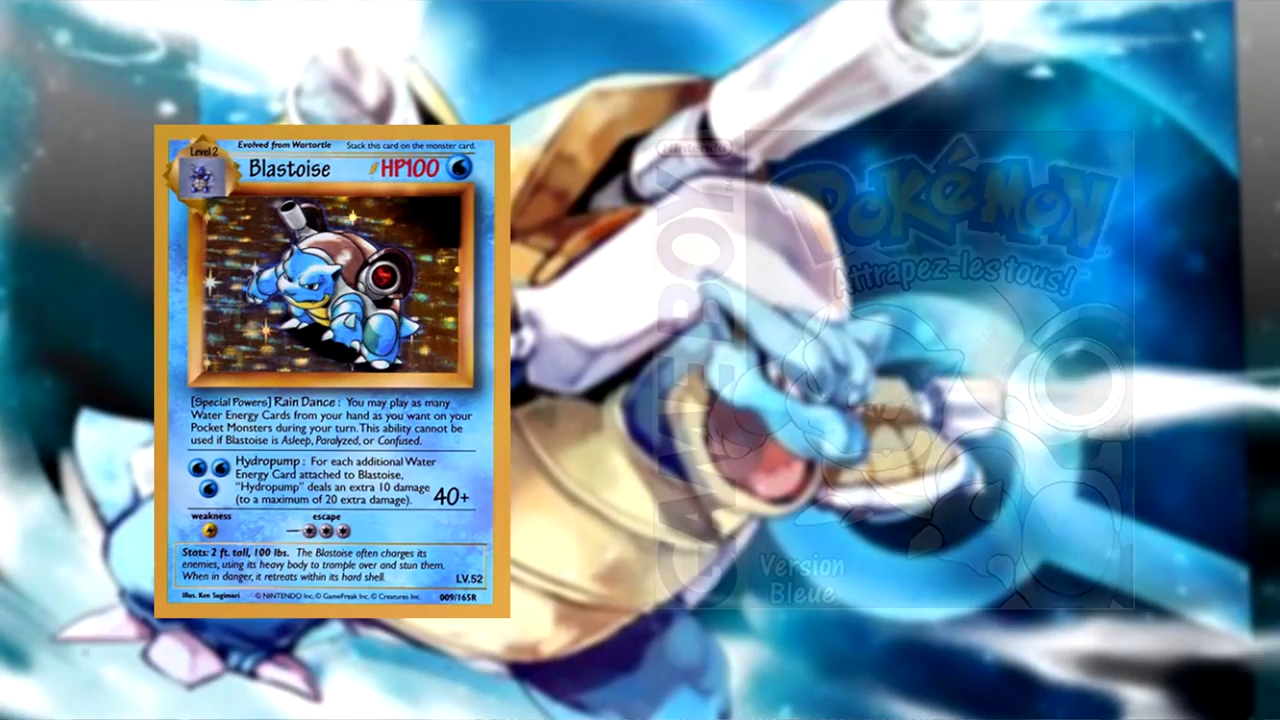 Level 2
Evolved from Wartortle
Stack this card on the monster card.
Blastoise
HP100
[Special Powers] Rain Dance : You may play as many
Water Energy Cards from your hand as you want on your
Pocket Monsters during your turn. This ability cannot be
used if Blastoise is Asleep, Paralyzed, or Confused.
Hydropump : For each additional Water
Energy Card attached to Blastoise,
"Hydropump" deals an extra 10 damage
(to a maximum of 20 extra damage).
40+
weakness
escape
Stats: 2 ft. tall, 100 lbs. The Blastoise often charges its
enemies, using its heavy body to trample over and stun them.
When in danger, it retreats within its hard shell.
LV.52
Illus. Ken Sugimori
© NINTENDO Inc. © GameFreak Inc. © Creatures Inc.
009/165R
Nintendo
GAME BOY
POKéMON
Attrapez-les tous!
Version
Bleue